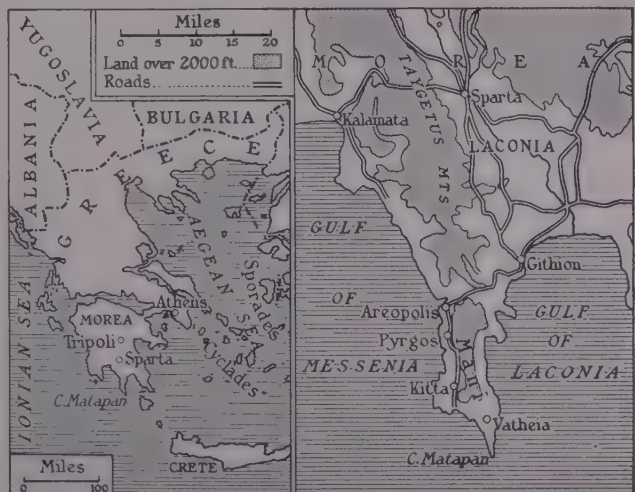 Miles
0 5 10 15 20
Land over 2000 ft.
Roads
YUGOSLAVIA
ALBANIA
BULGARIA
GREECE
AEGEAN SEA
Sporades
Cyclades
IONIAN SEA
Athens
MOREA
Tripoli
Sparta
C. Matapan
CRETE
Miles
0 100
MOREA
TAYGETUS MTS
Sparta
Kalamata
LACONIA
GULF OF MESSENIA
Githion
Areopolis
GULF OF LACONIA
Pyrgos
Mani
Kitta
Vatheia
C. Matapan